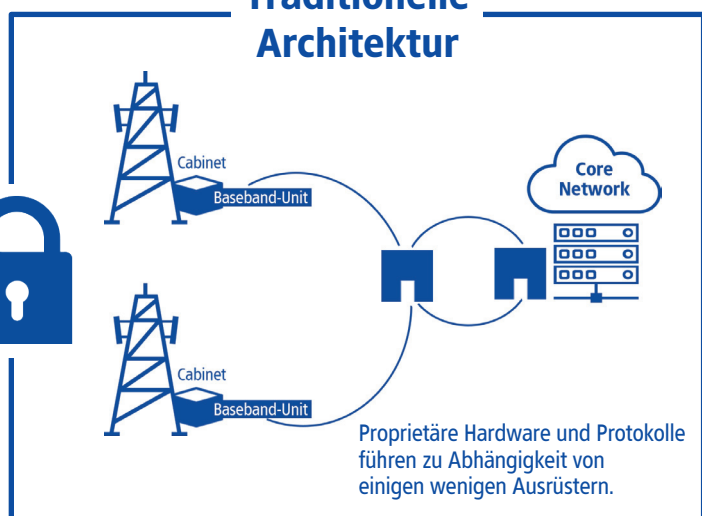 Traditionelle
Architektur
Cabinet
Baseband-Unit
Core
Network
Cabinet
Baseband-Unit
Proprietäre Hardware und Protokolle
führen zu Abhängigkeit von
einigen wenigen Ausrüstern.